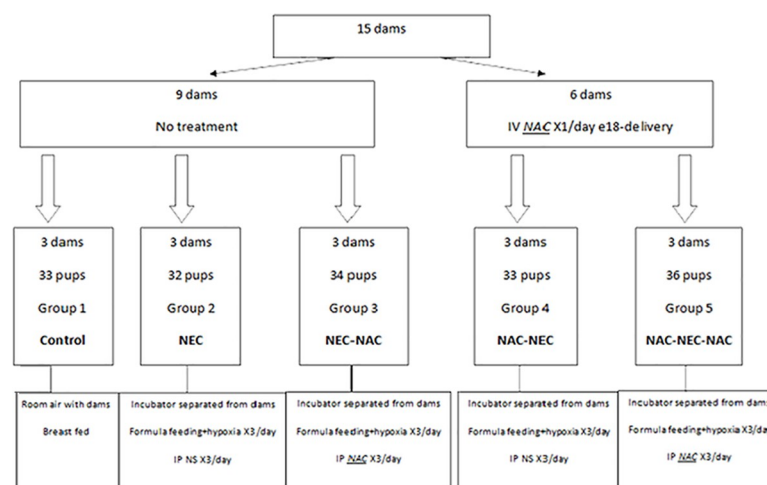 15 dams
9 dams
No treatment
6 dams
IV NAC X1/day e18-delivery
3 dams
33 pups
Group 1
Control
3 dams
32 pups
Group 2
NEC
3 dams
34 pups
Group 3
NEC-NAC
3 dams
33 pups
Group 4
NAC-NEC
3 dams
36 pups
Group 5
NAC-NEC-NAC
Room air with dams
Breast fed
Incubator separated from dams
Formula feeding+hypoxia X3/day
IP NS X3/day
Incubator separated from dams
Formula feeding+hypoxia X3/day
IP NAC X3/day
Incubator separated from dams
Formula feeding+hypoxia X3/day
IP NS X3/day
Incubator separated from dams
Formula feeding+hypoxia X3/day
IP NAC X3/day